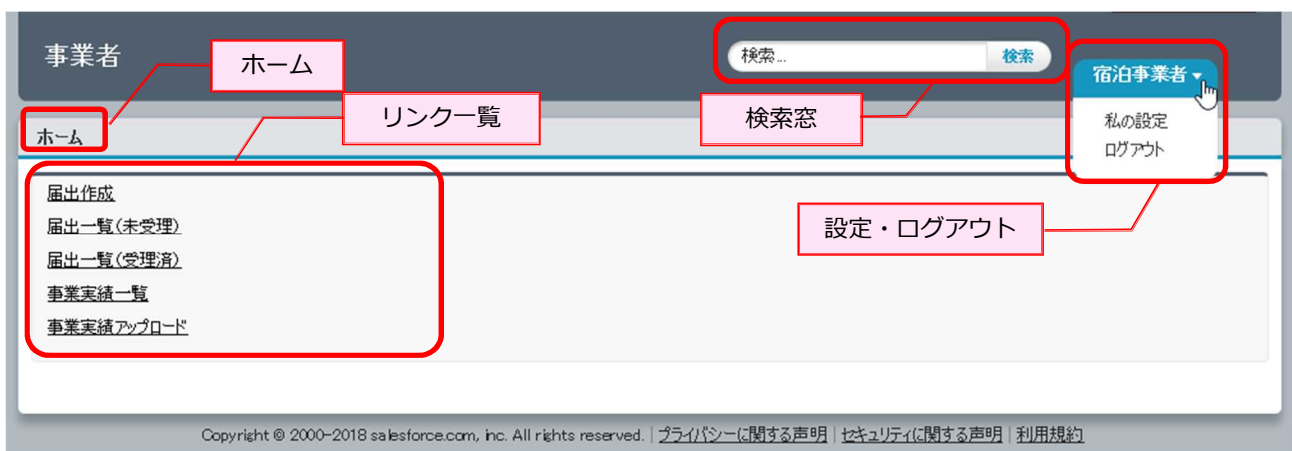 事業者
ホーム
検索...
検索
宿泊事業者
リンク一覧
検索窓
私の設定
ログアウト
ホーム
届出作成
届出一覧(未受理)
届出一覧(受理済)
事業実績一覧
事業実績アップロード
設定・ログアウト
Copyright © 2000-2018 salesforce.com, inc. All rights reserved. | プライバシーに関する声明 | セキュリティに関する声明 | 利用規約